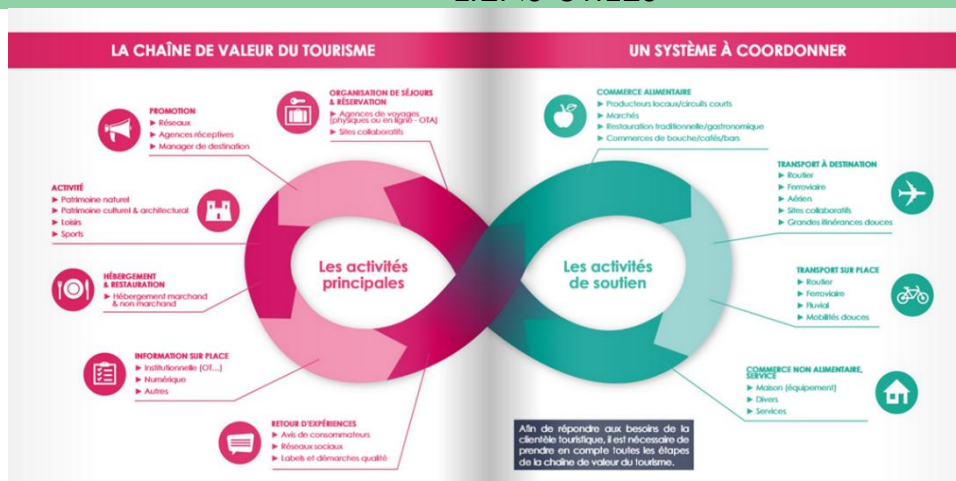 LA CHAÎNE DE VALEUR DU TOURISME
UN SYSTÈME À COORDONNER
PROMOTION
► Réseaux
► Agences réceptives
► Manager de destination
ORGANISATION DE SÉJOURS
& RÉSERVATION
► Agences de voyages
(physiques ou en ligne - OTA)
► Sites collaboratifs
ACTIVITÉ
► Patrimoine naturel
► Patrimoine culturel & architectural
► Loisirs
► Sports
HÉBERGEMENT
& RESTAURATION
► Hébergement marchand
& non marchand
INFORMATION SUR PLACE
► Institutionnelle (OT...)
► Numérique
► Autres
RETOUR D'EXPÉRIENCES
► Avis de consommateurs
► Réseaux sociaux
► Labels et démarches qualité
Les activités
principales
Les activités
de soutien
COMMERCE ALIMENTAIRE
► Producteurs locaux/circuits courts
► Marchés
► Restauration traditionnelle/gastronomique
► Commerces de bouche/cafés/bars
TRANSPORT À DESTINATION
► Routier
► Ferroviaire
► Aérien
► Sites collaboratifs
► Grandes itinérances douces
TRANSPORT SUR PLACE
► Routier
► Ferroviaire
► Fluvial
► Mobilités douces
COMMERCE NON ALIMENTAIRE,
SERVICE
► Maison (équipement)
► Divers
► Services
Afin de répondre aux besoins de la
clientèle touristique, il est nécessaire de
prendre en compte toutes les étapes
de la chaîne de valeur du tourisme.